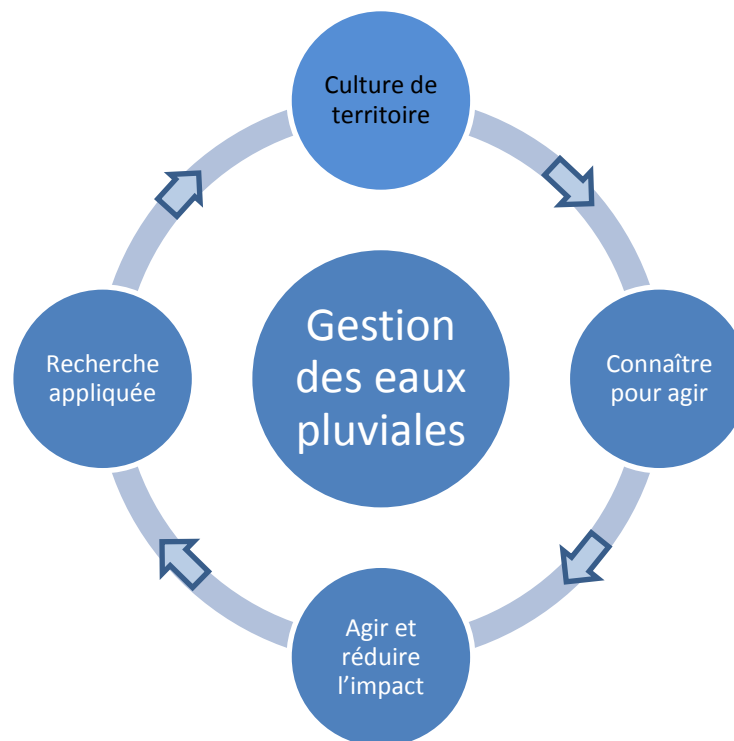 Culture de
territoire
Gestion
des eaux
pluviales
Recherche
appliquée
Connaître
pour agir
Agir et
réduire
l’impact